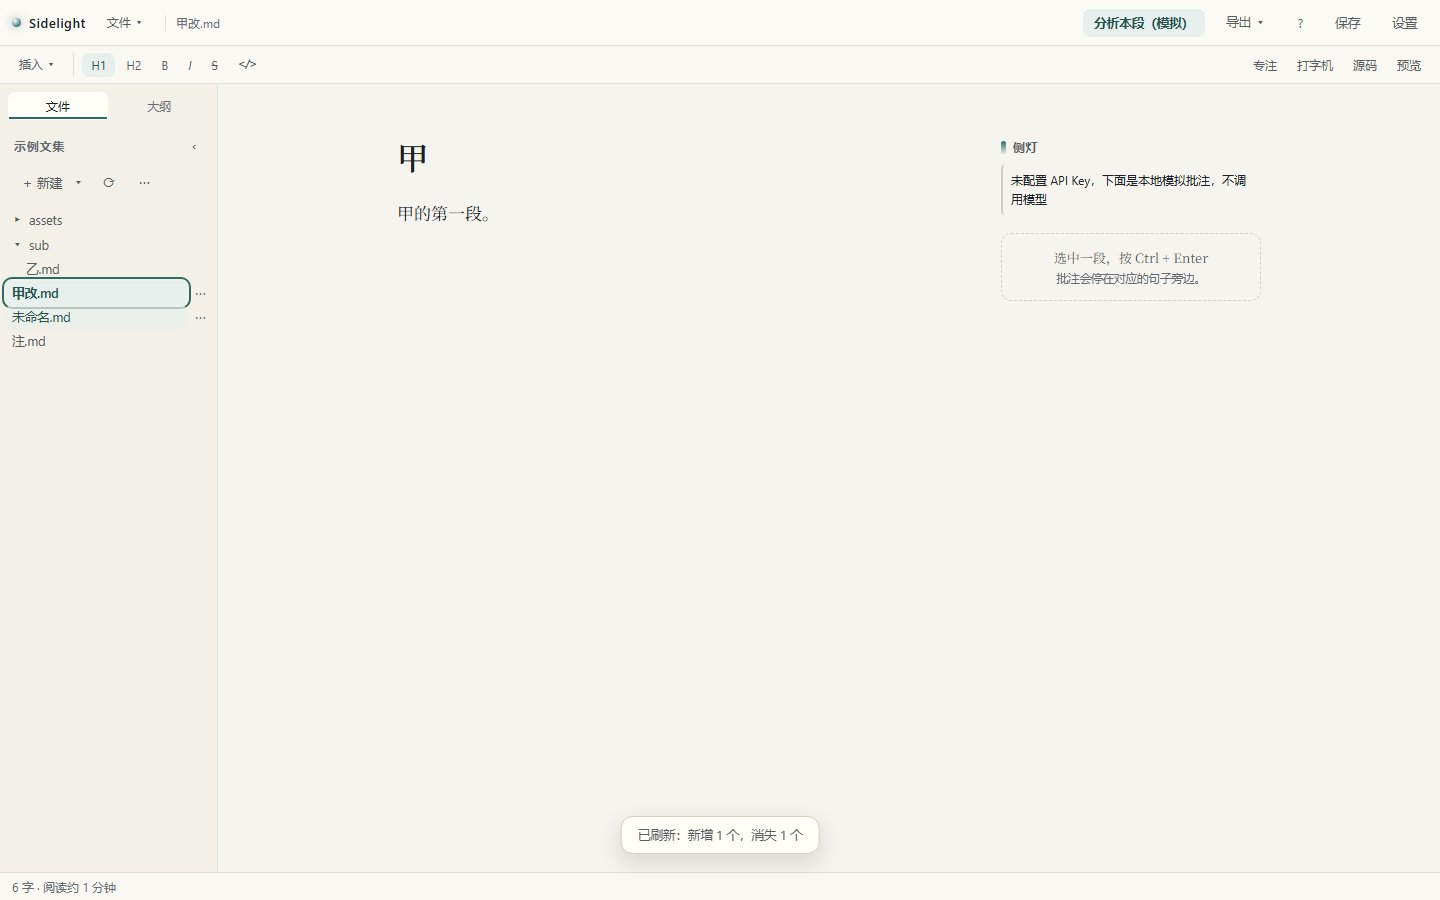 Sidelight 文件 ▾ 甲改.md 分析本段（模拟） 导出 ▾ ? 保存 设置
插入 ▾ H1 H2 B I S </> 专注 打字机 源码 预览
文件 大纲
示例文集 ‹
+ 新建 ▾ ⟳ ···
▸ assets
▾ sub
乙.md
甲改.md ···
未命名.md ···
注.md
甲
甲的第一段。
侧灯
未配置 API Key，下面是本地模拟批注，不调
用模型
选中一段，按 Ctrl + Enter
批注会停在对应的句子旁边。
已刷新：新增 1 个，消失 1 个
6 字 · 阅读约 1 分钟